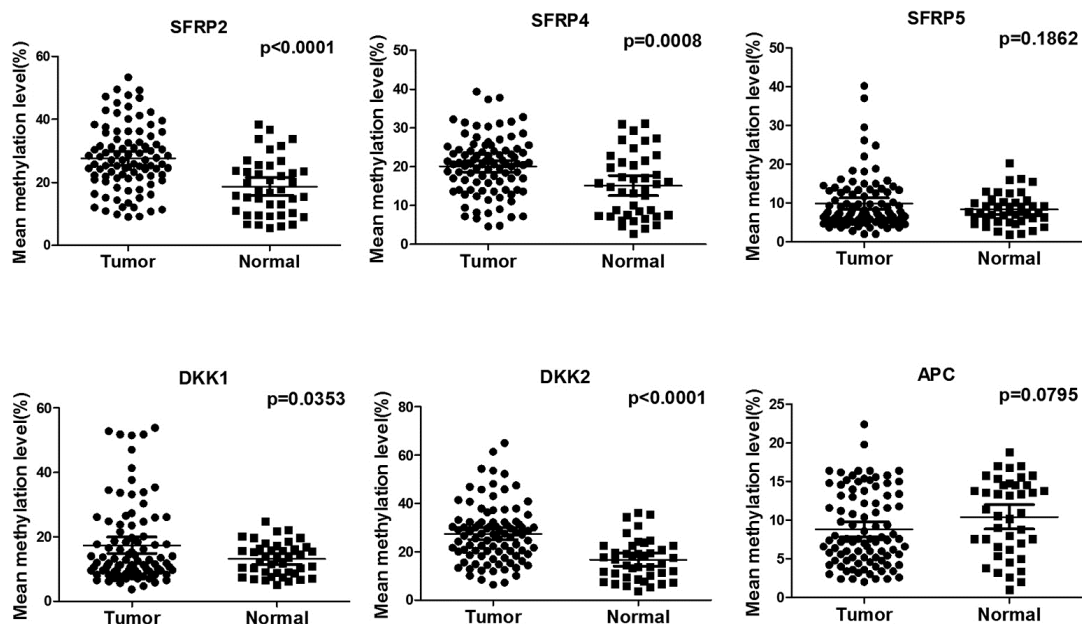 SFRP2
p<0.0001
Mean methylation level(%)
60
40
20
0
Tumor Normal
SFRP4
p=0.0008
Mean methylation level(%)
50
40
30
20
10
0
Tumor Normal
SFRP5
p=0.1862
Mean methylation level(%)
50
40
30
20
10
0
Tumor Normal
DKK1
p=0.0353
Mean methylation level(%)
60
40
20
0
Tumor Normal
DKK2
p<0.0001
Mean methylation level(%)
80
60
40
20
0
Tumor Normal
APC
p=0.0795
Mean methylation level(%)
25
20
15
10
5
0
Tumor Normal